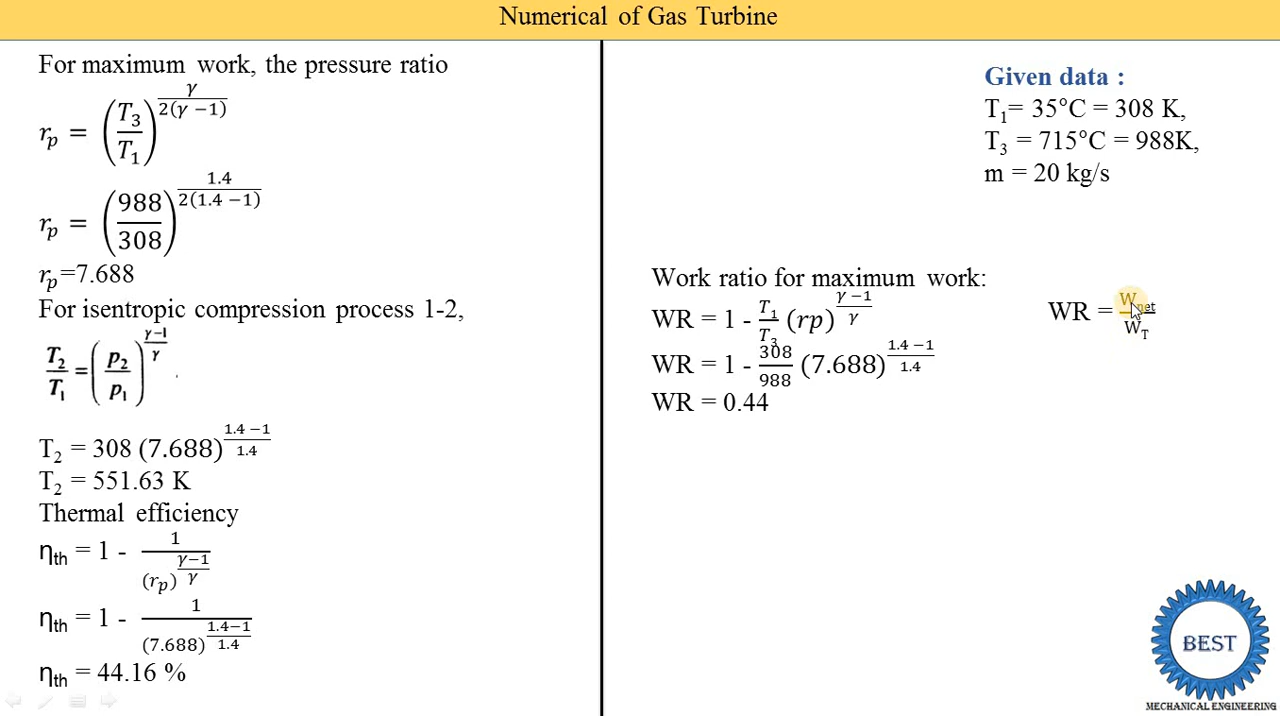 Numerical of Gas Turbine
For maximum work, the pressure ratio
r_p = (T_3/T_1)^(γ/(2(γ −1)))
r_p = (988/308)^(1.4/(2(1.4 −1)))
r_p=7.688
For isentropic compression process 1-2,
T_2/T_1 = (p_2/p_1)^((γ−1)/γ) .
T_2 = 308 (7.688)^((1.4 −1)/1.4)
T_2 = 551.63 K
Thermal efficiency
η_th = 1 - 1/(r_p)^((γ−1)/γ)
η_th = 1 - 1/(7.688)^((1.4−1)/1.4)
η_th = 44.16 %
Given data :
T_1= 35°C = 308 K,
T_3 = 715°C = 988K,
m = 20 kg/s
Work ratio for maximum work:
WR = 1 - T_1/T_3 (rp)^((γ −1)/γ)
WR = 1 - 308/988 (7.688)^((1.4 −1)/1.4)
WR = 0.44
WR = W_net/W_T
BEST
MECHANICAL ENGINEERING